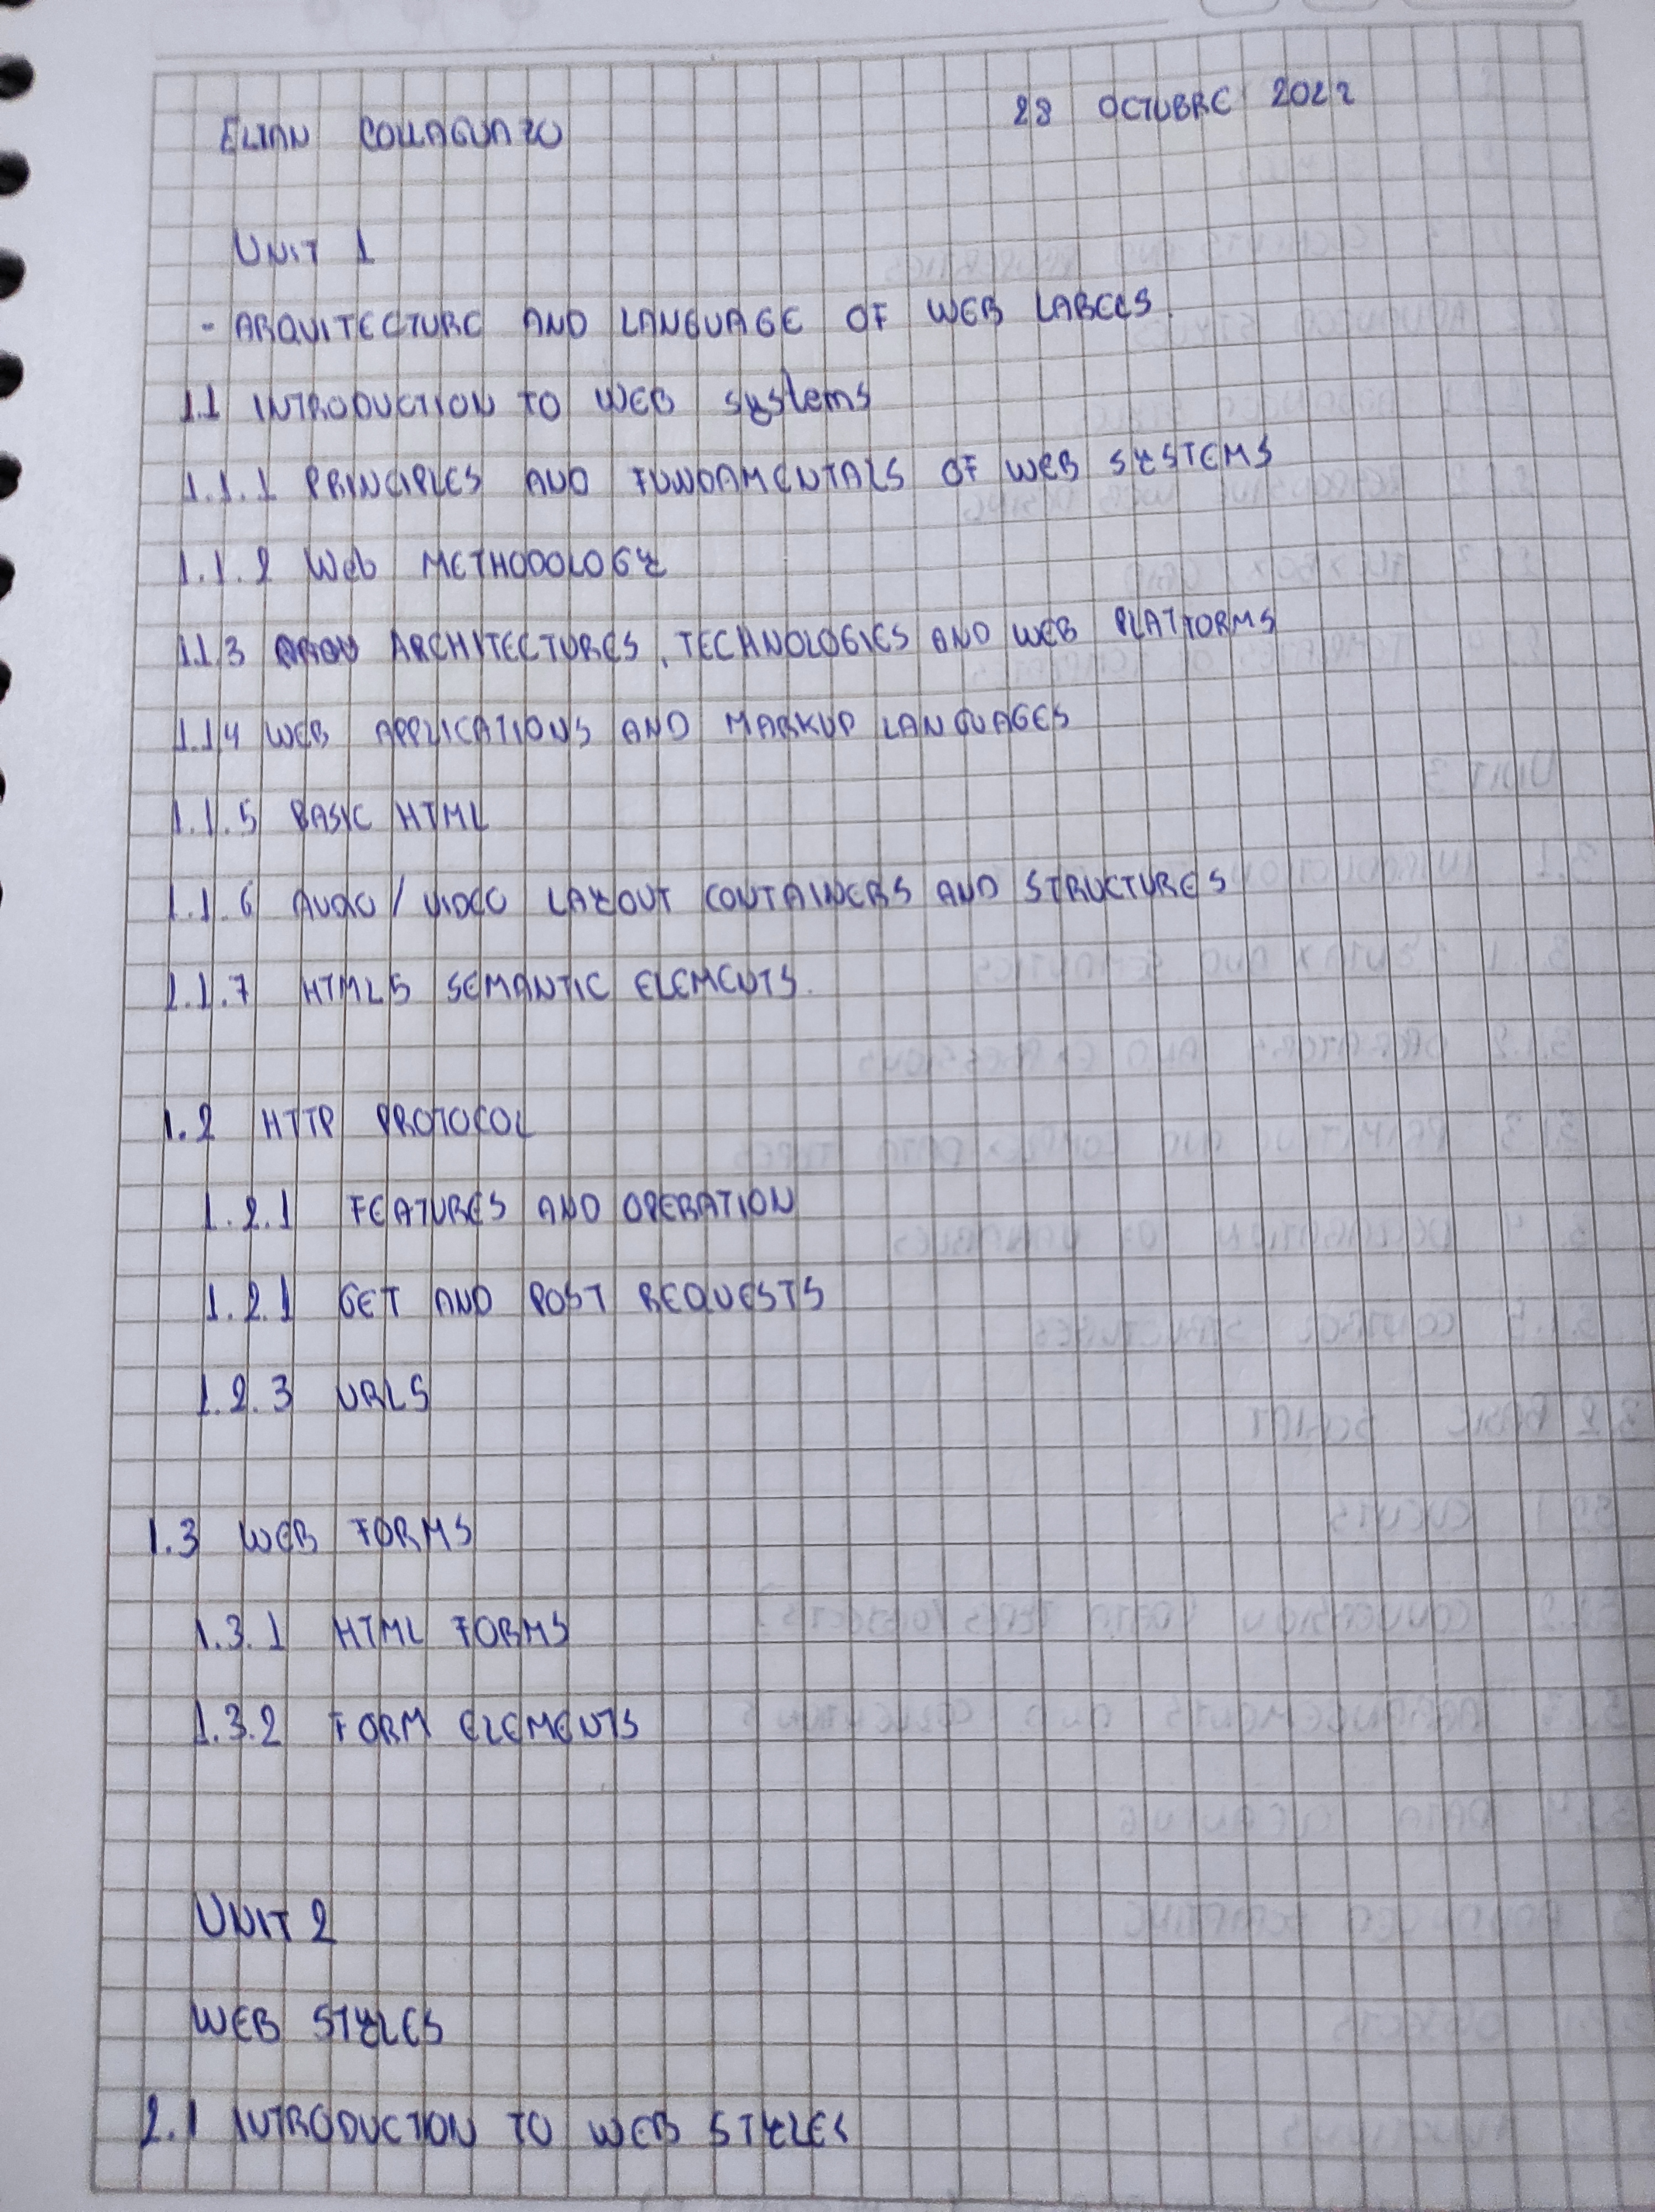 ELIAN COLLAGUAZO
28 OCTUBRE 2022
UNIT 1
- ARQUITECTURE AND LANGUAGE OF WEB LABELS.
1.1 INTRODUCTION TO WEB systems
1.1.1 PRINCIPLES AND FUNDAMENTALS OF WEB SYSTEMS
1.1.2 Web METHODOLOGY
1.1.3 ARCHITECTURES, TECHNOLOGIES AND WEB PLATFORMS
1.1.4 WEB APPLICATIONS AND MARKUP LANGUAGES
1.1.5 BASIC HTML
1.1.6 AUDIO / VIDEO LAYOUT CONTAINERS AND STRUCTURES
1.1.7 HTML5 SEMANTIC ELEMENTS.
1.2 HTTP PROTOCOL
1.2.1 FEATURES AND OPERATION
1.2.1 GET AND POST REQUESTS
1.2.3 URLS
1.3 WEB FORMS
1.3.1 HTML FORMS
1.3.2 FORM ELEMENTS
UNIT 2
WEB STYLES
2.1 INTRODUCTION TO WEB STYLES